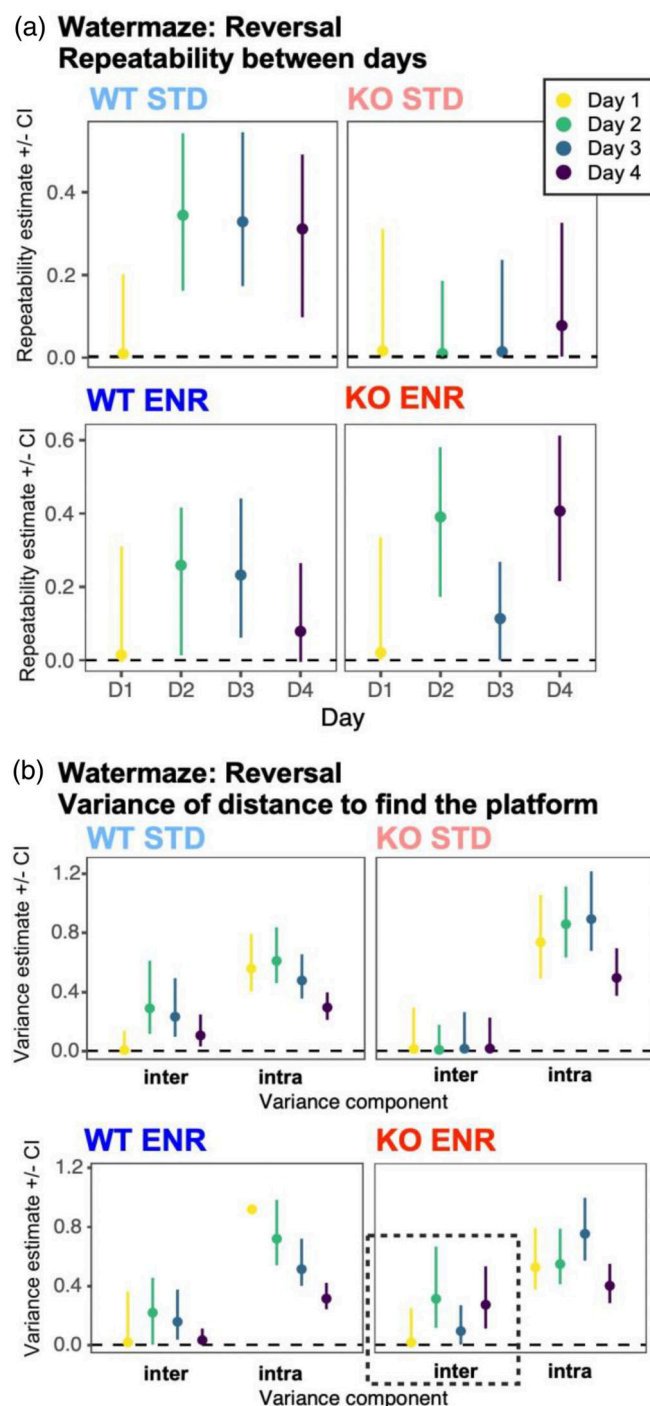 (a) Watermaze: Reversal
Repeatability between days
WT STD KO STD
Day 1
Day 2
Day 3
Day 4
Repeatability estimate +/- CI
0.4
0.2
0.0
WT ENR KO ENR
Repeatability estimate +/- CI
0.6
0.4
0.2
0.0
D1 D2 D3 D4 D1 D2 D3 D4
Day
(b) Watermaze: Reversal
Variance of distance to find the platform
WT STD KO STD
Variance estimate +/- CI
1.2
0.8
0.4
0.0
inter intra inter intra
Variance component
WT ENR KO ENR
Variance estimate +/- CI
1.2
0.8
0.4
0.0
inter intra inter intra
Variance component